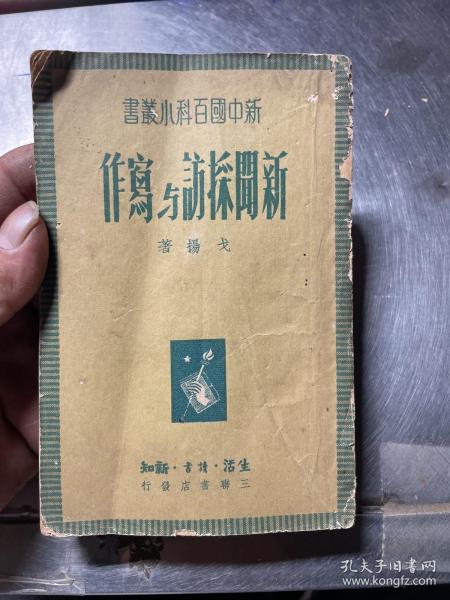 新中國百科小叢書
新聞採訪与寫作
戈揚著
生活·讀書·新知
三聯書店發行
孔夫子旧书网
www.kongfz.com